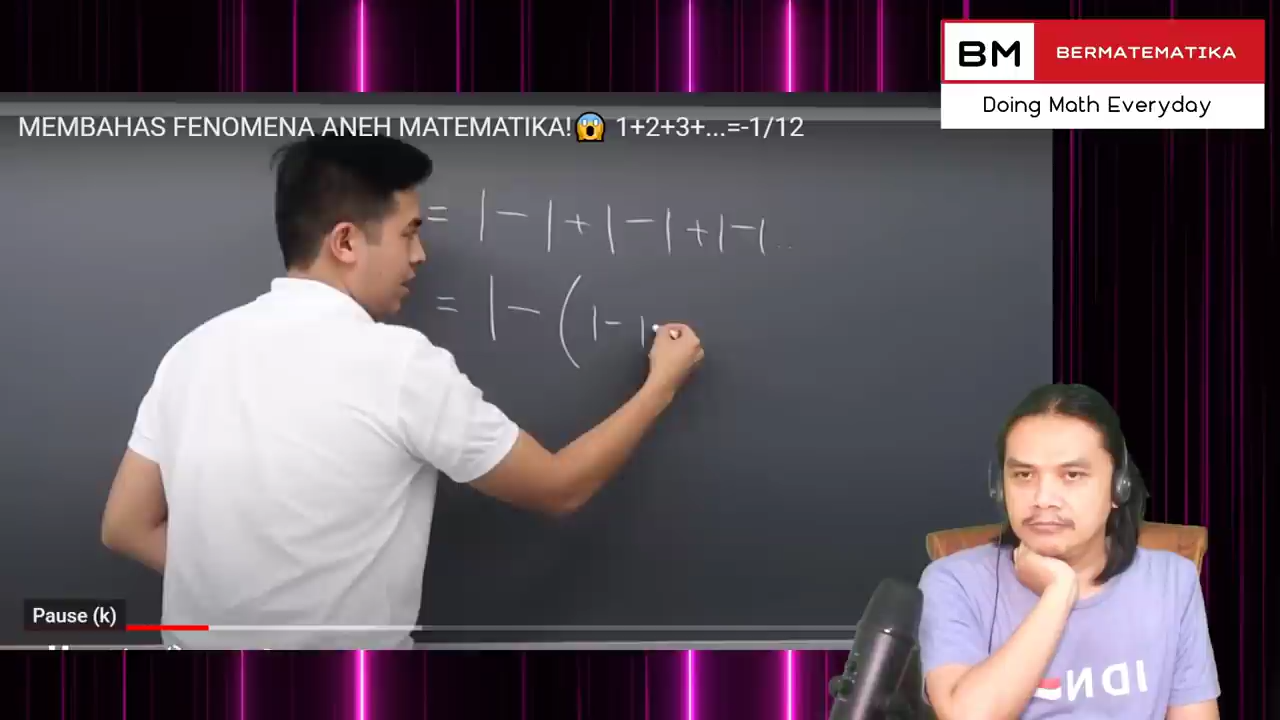 BM BERMATEMATIKA
Doing Math Everyday
MEMBAHAS FENOMENA ANEH MATEMATIKA!😱 1+2+3+...=-1/12
= 1 - 1 + 1 - 1 + 1 - 1 ...
= 1 - ( 1 - 1
Pause (k)
IDN